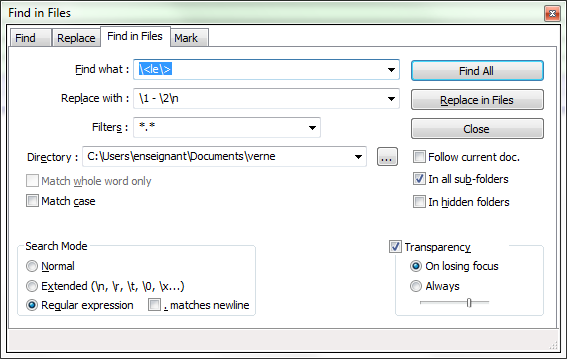 Find in Files
Find Replace Find in Files Mark
Find what : \<le\> Find All
Replace with : \1 - \2\n Replace in Files
Filters : *.* Close
Directory : C:\Users\enseignant\Documents\verne ... Follow current doc.
Match whole word only In all sub-folders
Match case In hidden folders
Search Mode Transparency
Normal On losing focus
Extended (\n, \r, \t, \0, \x...) Always
Regular expression . matches newline